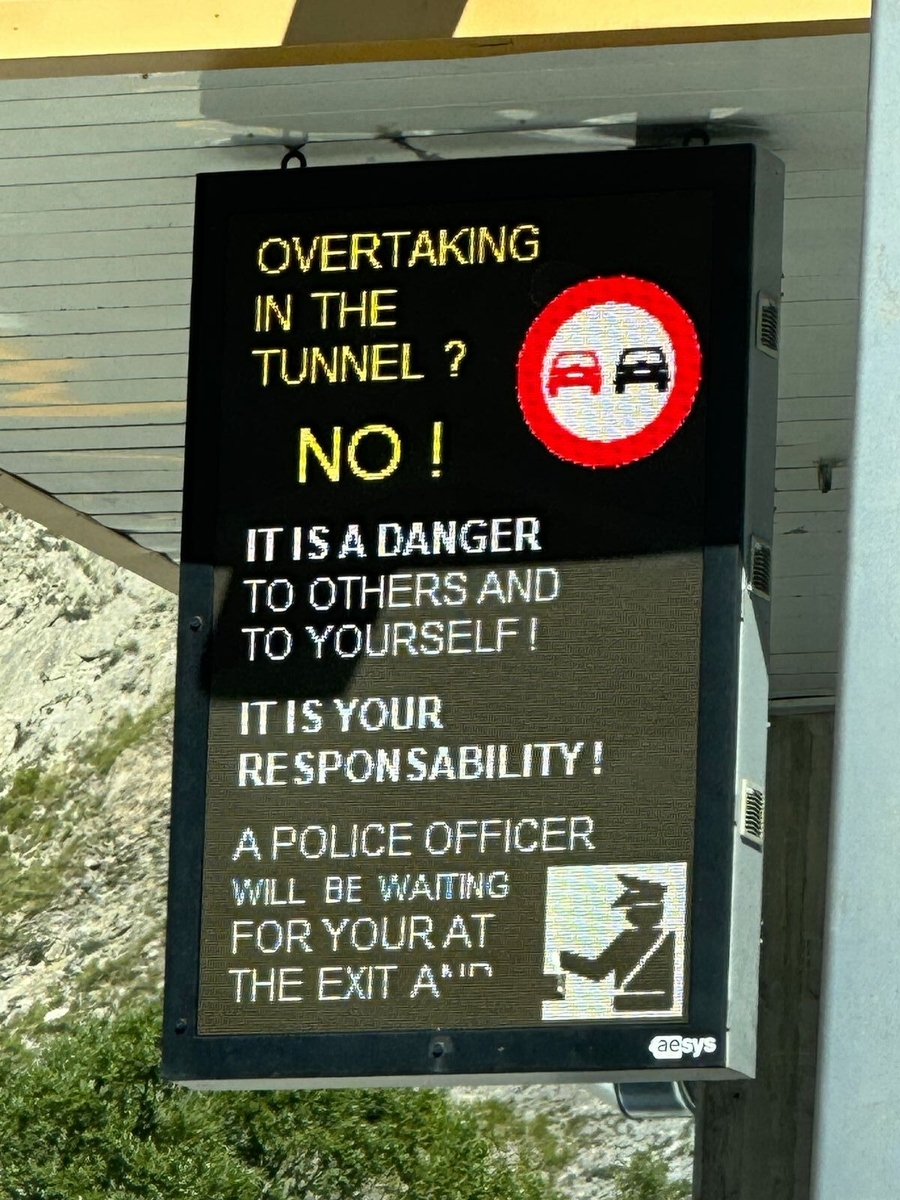 OVERTAKING
IN THE
TUNNEL ?
NO !
IT IS A DANGER
TO OTHERS AND
TO YOURSELF !
IT IS YOUR
RESPONSABILITY !
A POLICE OFFICER
WILL BE WAITING
FOR YOUR AT
THE EXIT AND
aesys